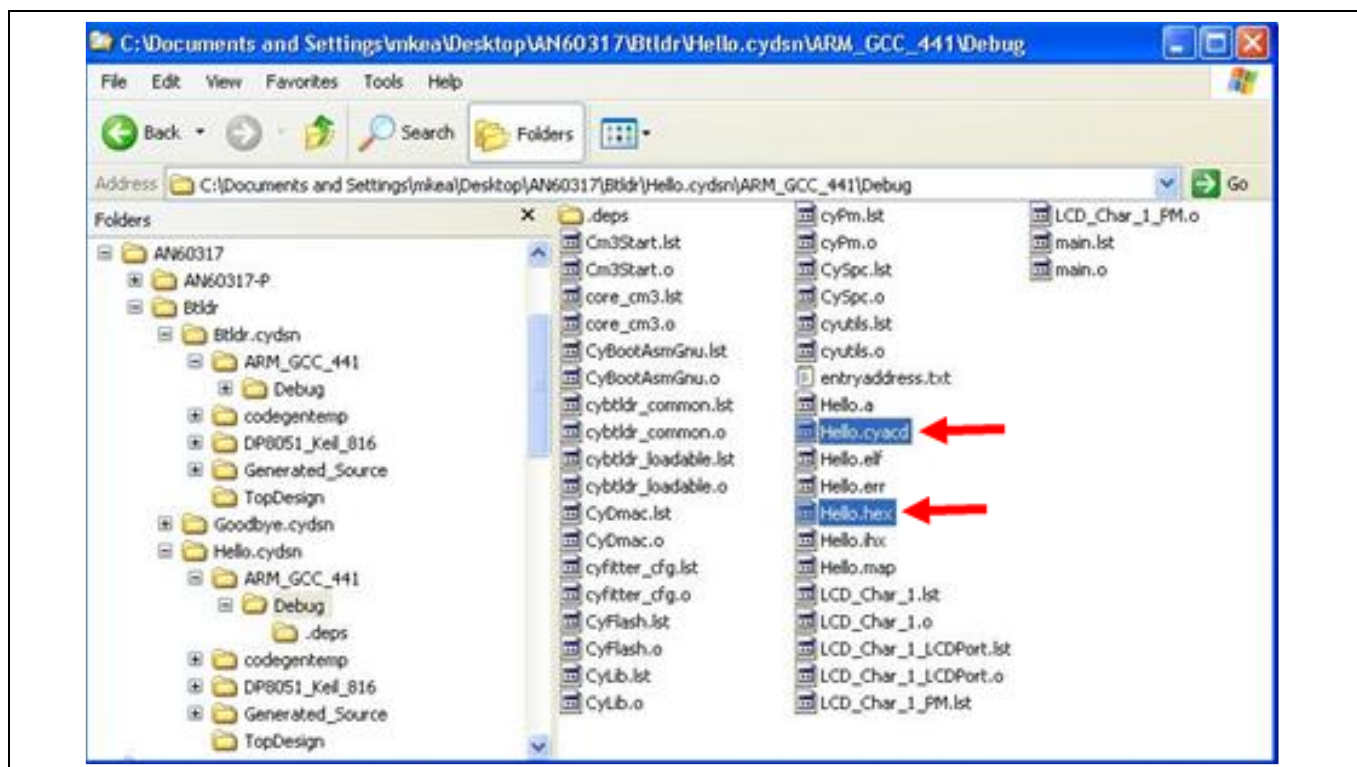 C:\Documents and Settings\mkea\Desktop\AN60317\Btldr\Hello.cydsn\ARM_GCC_441\Debug
File Edit View Favorites Tools Help
Back Search Folders
Address C:\Documents and Settings\mkea\Desktop\AN60317\Btldr\Hello.cydsn\ARM_GCC_441\Debug Go
Folders
AN60317
AN60317-P
Btldr
Btldr.cydsn
ARM_GCC_441
Debug
codegentemp
DP8051_Keil_816
Generated_Source
TopDesign
Goodbye.cydsn
Hello.cydsn
ARM_GCC_441
Debug
.deps
codegentemp
DP8051_Keil_816
Generated_Source
TopDesign
.deps
Cm3Start.lst
Cm3Start.o
core_cm3.lst
core_cm3.o
CyBootAsmGnu.lst
CyBootAsmGnu.o
cybtldr_common.lst
cybtldr_common.o
cybtldr_loadable.lst
cybtldr_loadable.o
CyDmac.lst
CyDmac.o
cyfitter_cfg.lst
cyfitter_cfg.o
CyFlash.lst
CyFlash.o
CyLib.lst
CyLib.o
cyPm.lst
cyPm.o
CySpc.lst
CySpc.o
cyutils.lst
cyutils.o
entryaddress.txt
Hello.a
Hello.cyacd
Hello.elf
Hello.err
Hello.hex
Hello.ihx
Hello.map
LCD_Char_1.lst
LCD_Char_1.o
LCD_Char_1_LCDPort.lst
LCD_Char_1_LCDPort.o
LCD_Char_1_PM.lst
LCD_Char_1_PM.o
main.lst
main.o